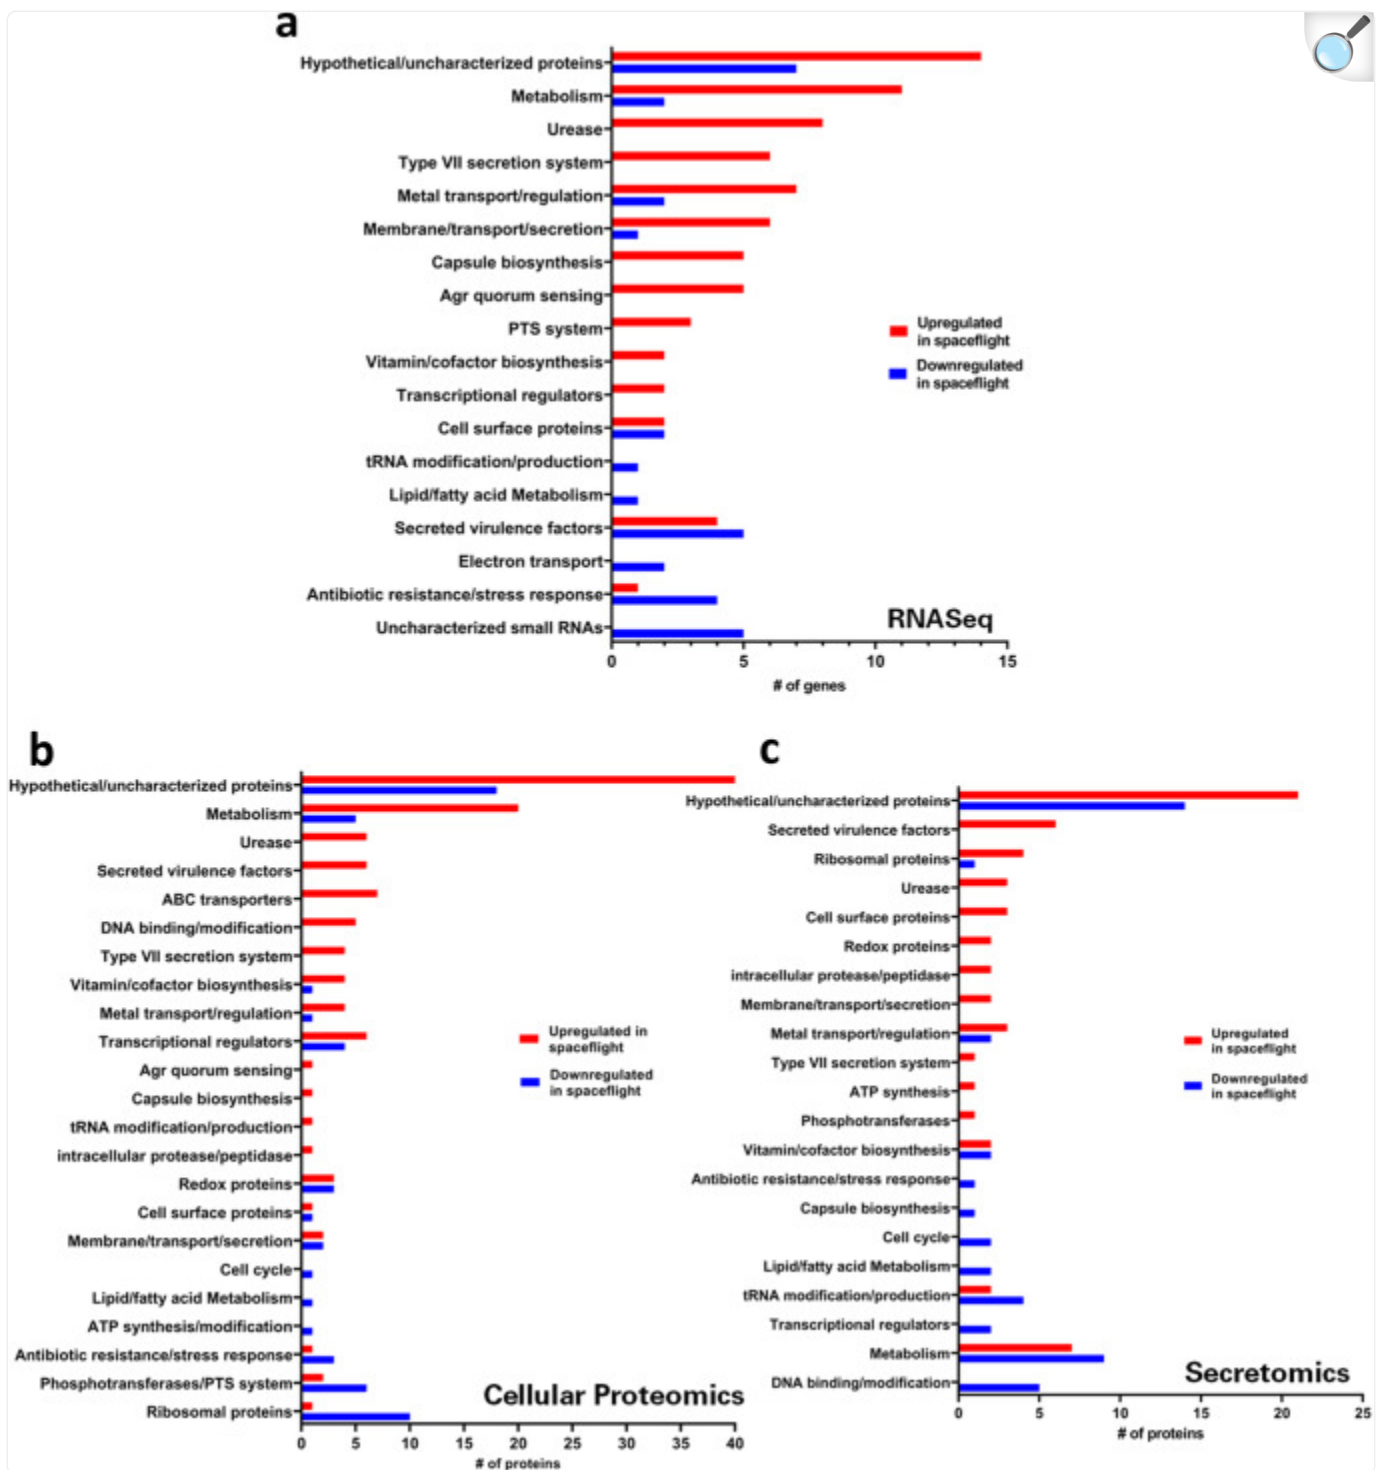 a
Hypothetical/uncharacterized proteins
Metabolism
Urease
Type VII secretion system
Metal transport/regulation
Membrane/transport/secretion
Capsule biosynthesis
Agr quorum sensing
PTS system
Vitamin/cofactor biosynthesis
Transcriptional regulators
Cell surface proteins
tRNA modification/production
Lipid/fatty acid Metabolism
Secreted virulence factors
Electron transport
Antibiotic resistance/stress response
Uncharacterized small RNAs
Upregulated
in spaceflight
Downregulated
in spaceflight
RNASeq
0 5 10 15
# of genes
b
Hypothetical/uncharacterized proteins
Metabolism
Urease
Secreted virulence factors
ABC transporters
DNA binding/modification
Type VII secretion system
Vitamin/cofactor biosynthesis
Metal transport/regulation
Transcriptional regulators
Agr quorum sensing
Capsule biosynthesis
tRNA modification/production
intracellular protease/peptidase
Redox proteins
Cell surface proteins
Membrane/transport/secretion
Cell cycle
Lipid/fatty acid Metabolism
ATP synthesis/modification
Antibiotic resistance/stress response
Phosphotransferases/PTS system
Ribosomal proteins
Upregulated in
spaceflight
Downregulated
in spaceflight
Cellular Proteomics
0 5 10 15 20 25 30 35 40
# of proteins
c
Hypothetical/uncharacterized proteins
Secreted virulence factors
Ribosomal proteins
Urease
Cell surface proteins
Redox proteins
intracellular protease/peptidase
Membrane/transport/secretion
Metal transport/regulation
Type VII secretion system
ATP synthesis
Phosphotransferases
Vitamin/cofactor biosynthesis
Antibiotic resistance/stress response
Capsule biosynthesis
Cell cycle
Lipid/fatty acid Metabolism
tRNA modification/production
Transcriptional regulators
Metabolism
DNA binding/modification
Upregulated
in spaceflight
Downregulated
in spaceflight
Secretomics
0 5 10 15 20 25
# of proteins